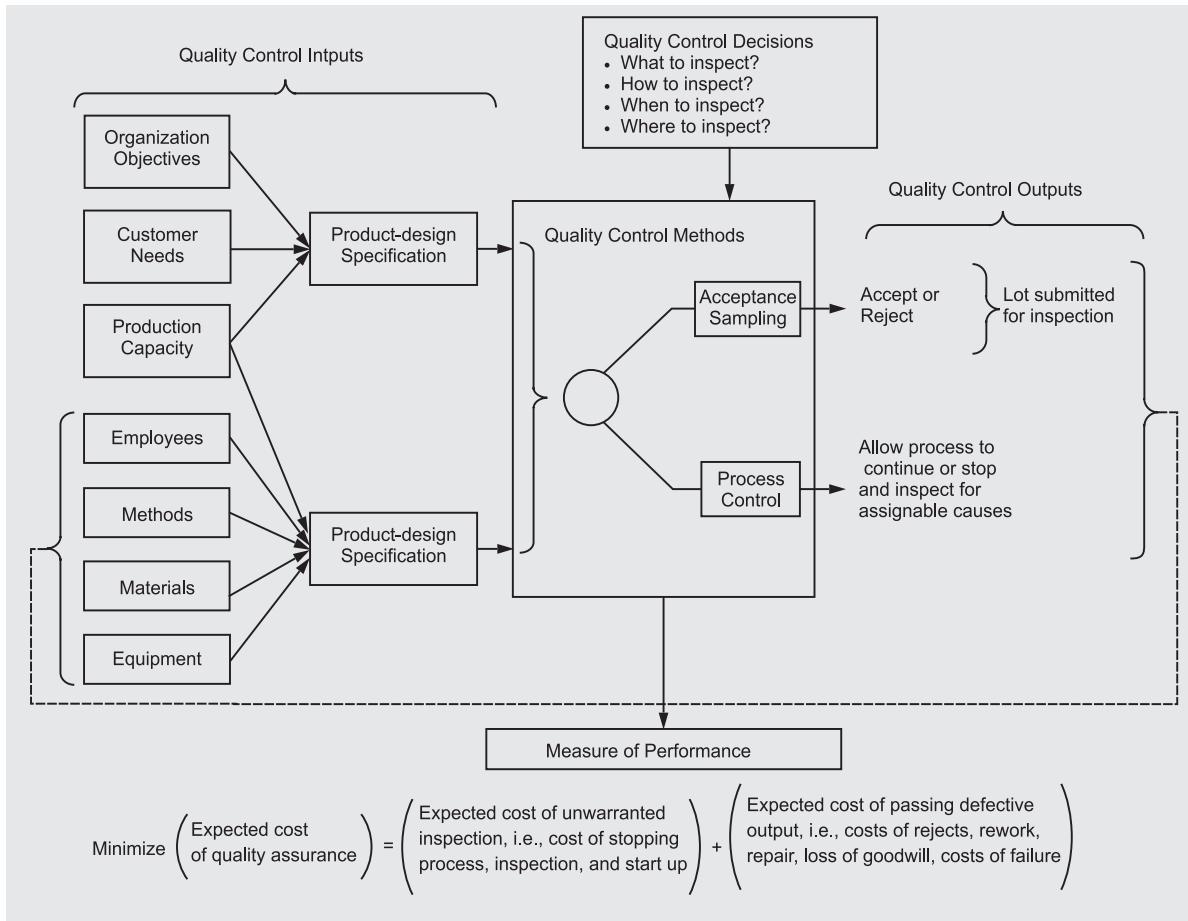 Quality Control Intputs
Organization
Objectives
Customer
Needs
Production
Capacity
Employees
Methods
Materials
Equipment
Product-design
Specification
Product-design
Specification
Quality Control Decisions
• What to inspect?
• How to inspect?
• When to inspect?
• Where to inspect?
Quality Control Methods
Acceptance
Sampling
Process
Control
Quality Control Outputs
Accept or
Reject
Lot submitted
for inspection
Allow process to
continue or stop
and inspect for
assignable causes
Measure of Performance
Minimize
Expected cost
of quality assurance
=
Expected cost of unwarranted
inspection, i.e., cost of stopping
process, inspection, and start up
+
Expected cost of passing defective
output, i.e., costs of rejects, rework,
repair, loss of goodwill, costs of failure